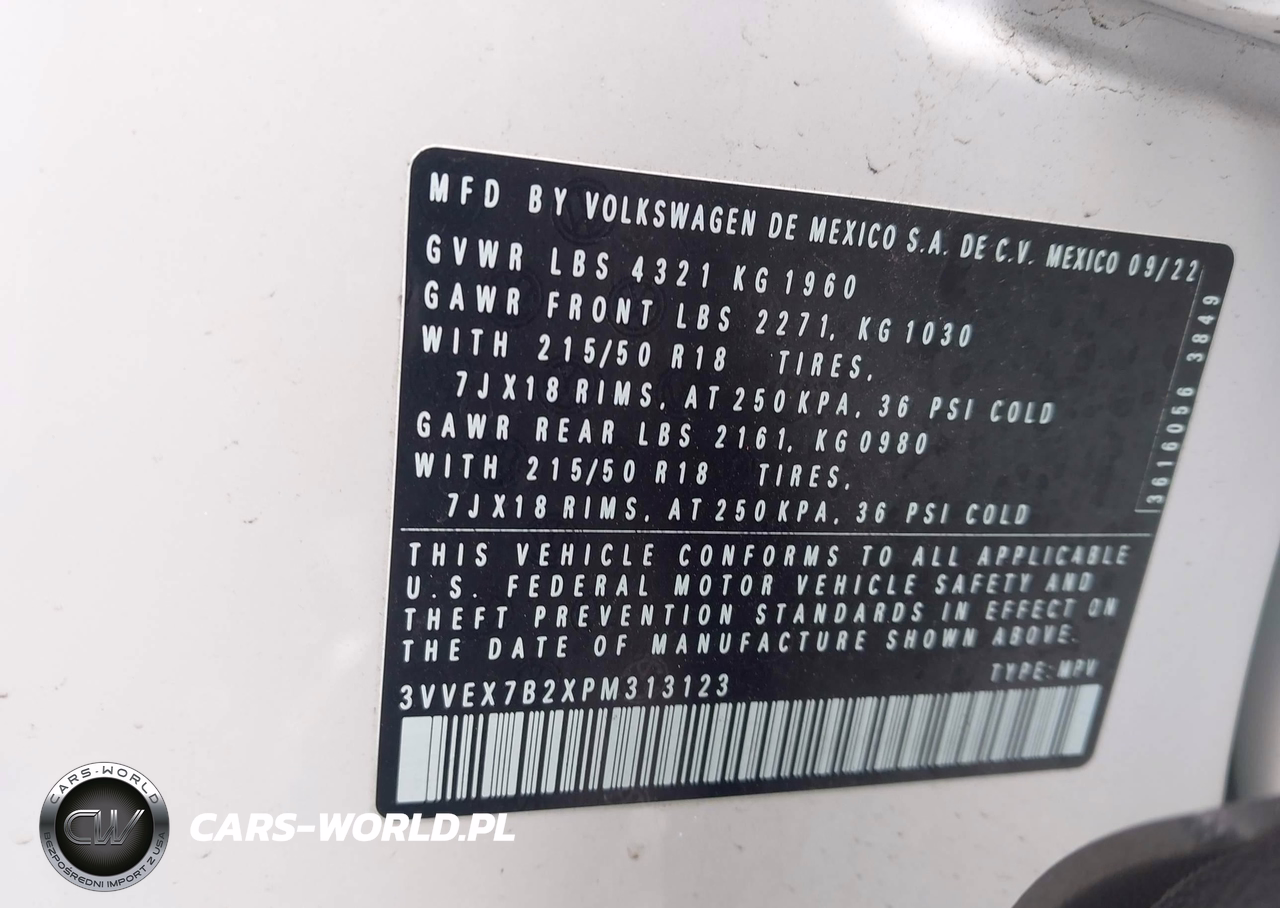 MFD BY VOLKSWAGEN DE MEXICO S.A. DE C.V. MEXICO 09/22
GVWR LBS 4321 KG 1960
GAWR FRONT LBS 2271, KG 1030
WITH 215/50 R18 TIRES,
7JX18 RIMS, AT 250 KPA, 36 PSI COLD
GAWR REAR LBS 2161, KG 0980
WITH 215/50 R18 TIRES,
7JX18 RIMS, AT 250 KPA, 36 PSI COLD
3616056 3849
THIS VEHICLE CONFORMS TO ALL APPLICABLE
U.S. FEDERAL MOTOR VEHICLE SAFETY AND
THEFT PREVENTION STANDARDS IN EFFECT ON
THE DATE OF MANUFACTURE SHOWN ABOVE.
TYPE: MPV
3VVEX7B2XPM313123
CARS-WORLD
CW
BEZPOŚREDNI IMPORT Z USA
CARS-WORLD.PL